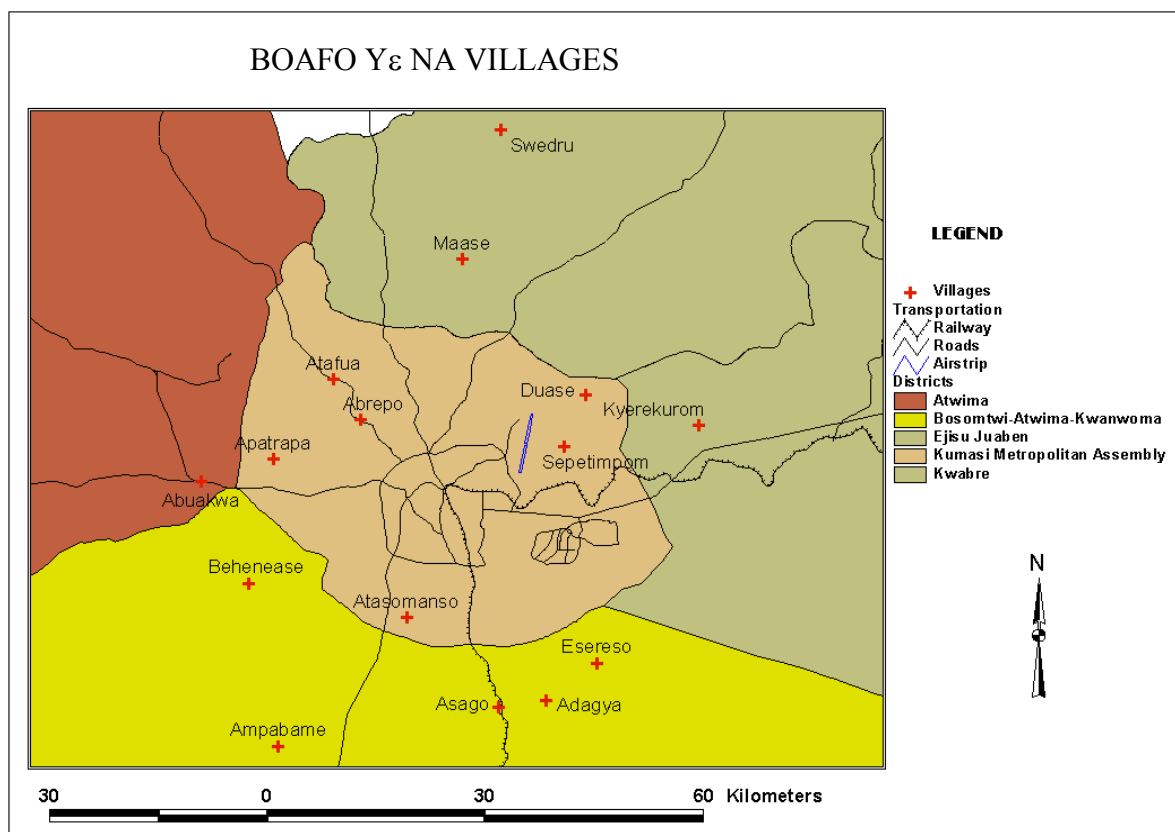 BOAFO Yε NA VILLAGES
Swedru
Maase
Atafua
Abrepo
Duase
Kyerekurom
Apatrapa
Sepetimpom
Abuakwa
Behenease
Atasomanso
Esereso
Asago
Adagya
Ampabame
LEGEND
Villages
Transportation
Railway
Roads
Airstrip
Districts
Atwima
Bosomtwi-Atwima-Kwanwoma
Ejisu Juaben
Kumasi Metropolitan Assembly
Kwabre
N
30 0 30 60 Kilometers